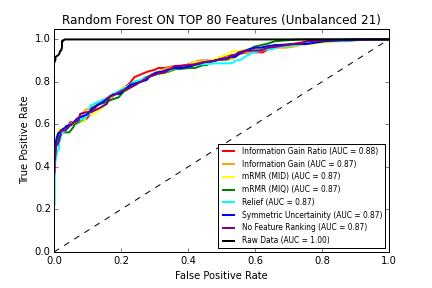 Random Forest ON TOP 80 Features (Unbalanced 21)
True Positive Rate
1.0
0.8
0.6
0.4
0.2
0.0
Information Gain Ratio (AUC = 0.88)
Information Gain (AUC = 0.87)
mRMR (MID) (AUC = 0.87)
mRMR (MIQ) (AUC = 0.87)
Relief (AUC = 0.87)
Symmetric Uncertainity (AUC = 0.87)
No Feature Ranking (AUC = 0.87)
Raw Data (AUC = 1.00)
0.0 0.2 0.4 0.6 0.8 1.0
False Positive Rate